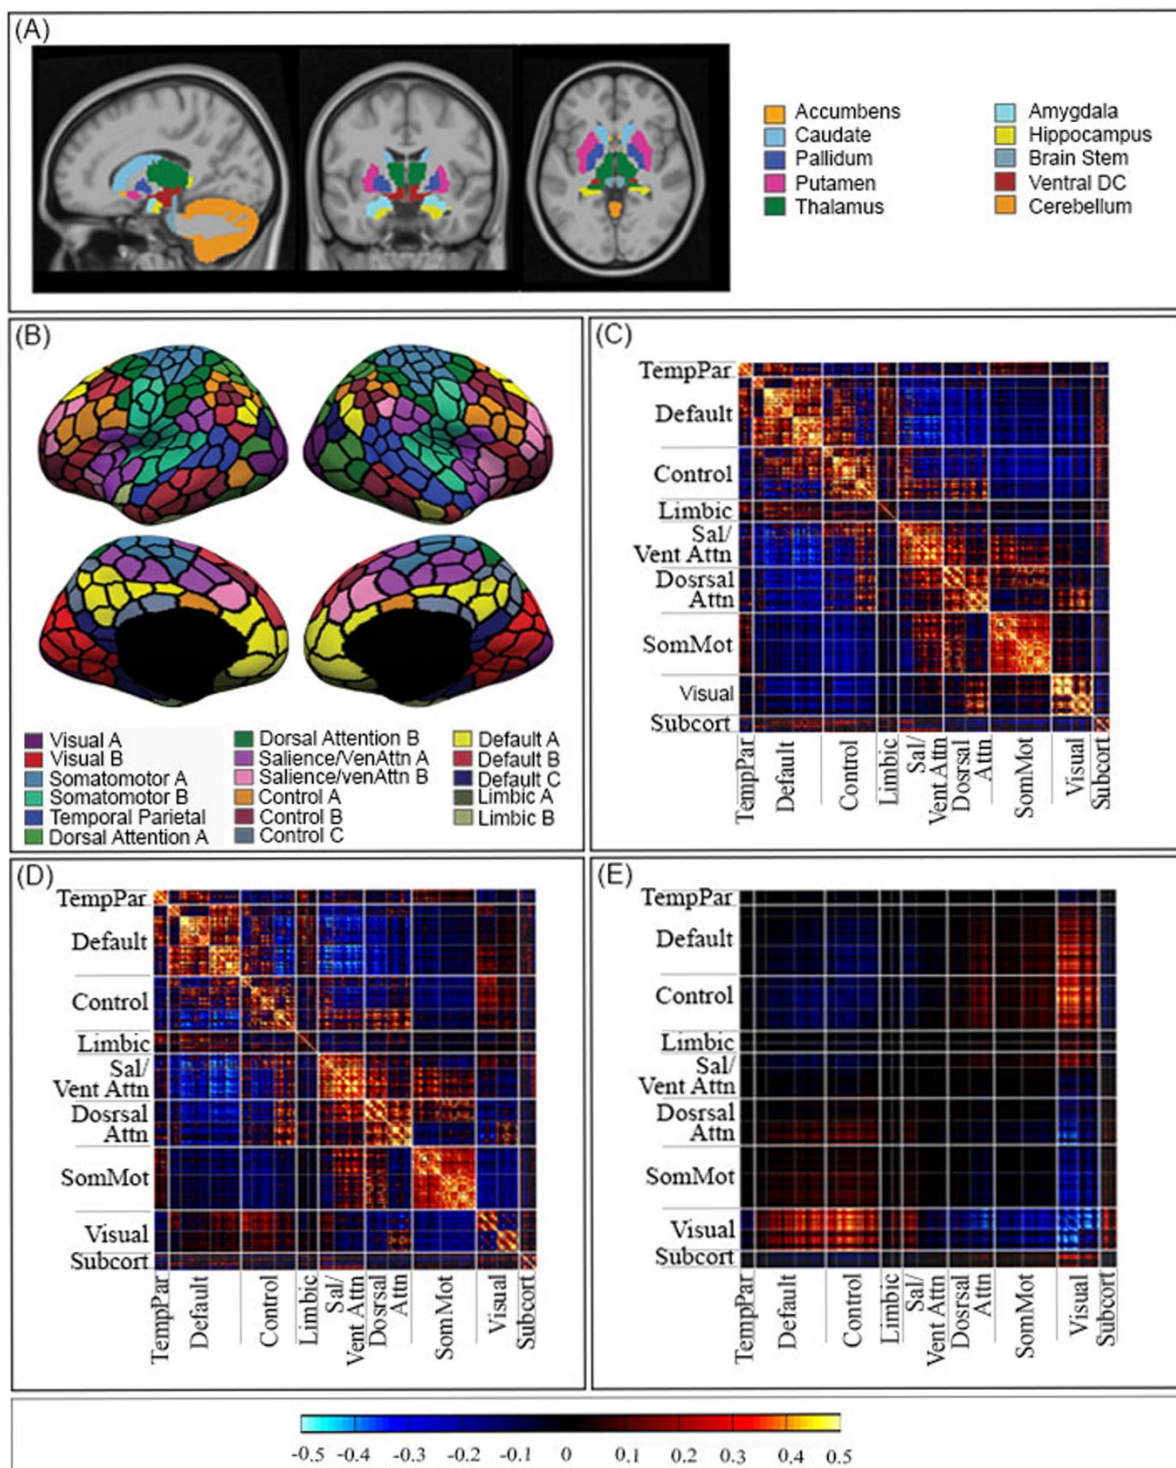 (A)
Accumbens
Caudate
Pallidum
Putamen
Thalamus
Amygdala
Hippocampus
Brain Stem
Ventral DC
Cerebellum
(B)
Visual A
Visual B
Somatomotor A
Somatomotor B
Temporal Parietal
Dorsal Attention A
Dorsal Attention B
Salience/VenAttn A
Salience/venAttn B
Control A
Control B
Control C
Default A
Default B
Default C
Limbic A
Limbic B
(C)
TempPar
Default
Control
Limbic
Sal/
Vent Attn
Dosrsal
Attn
SomMot
Visual
Subcort
TempPar
Default
Control
Limbic
Sal/
Vent Attn
Dosrsal
Attn
SomMot
Visual
Subcort
(D)
TempPar
Default
Control
Limbic
Sal/
Vent Attn
Dosrsal
Attn
SomMot
Visual
Subcort
TempPar
Default
Control
Limbic
Sal/
Vent Attn
Dosrsal
Attn
SomMot
Visual
Subcort
(E)
TempPar
Default
Control
Limbic
Sal/
Vent Attn
Dosrsal
Attn
SomMot
Visual
Subcort
TempPar
Default
Control
Limbic
Sal/
Vent Attn
Dosrsal
Attn
SomMot
Visual
Subcort
-0.5 -0.4 -0.3 -0.2 -0.1 0 0.1 0.2 0.3 0.4 0.5